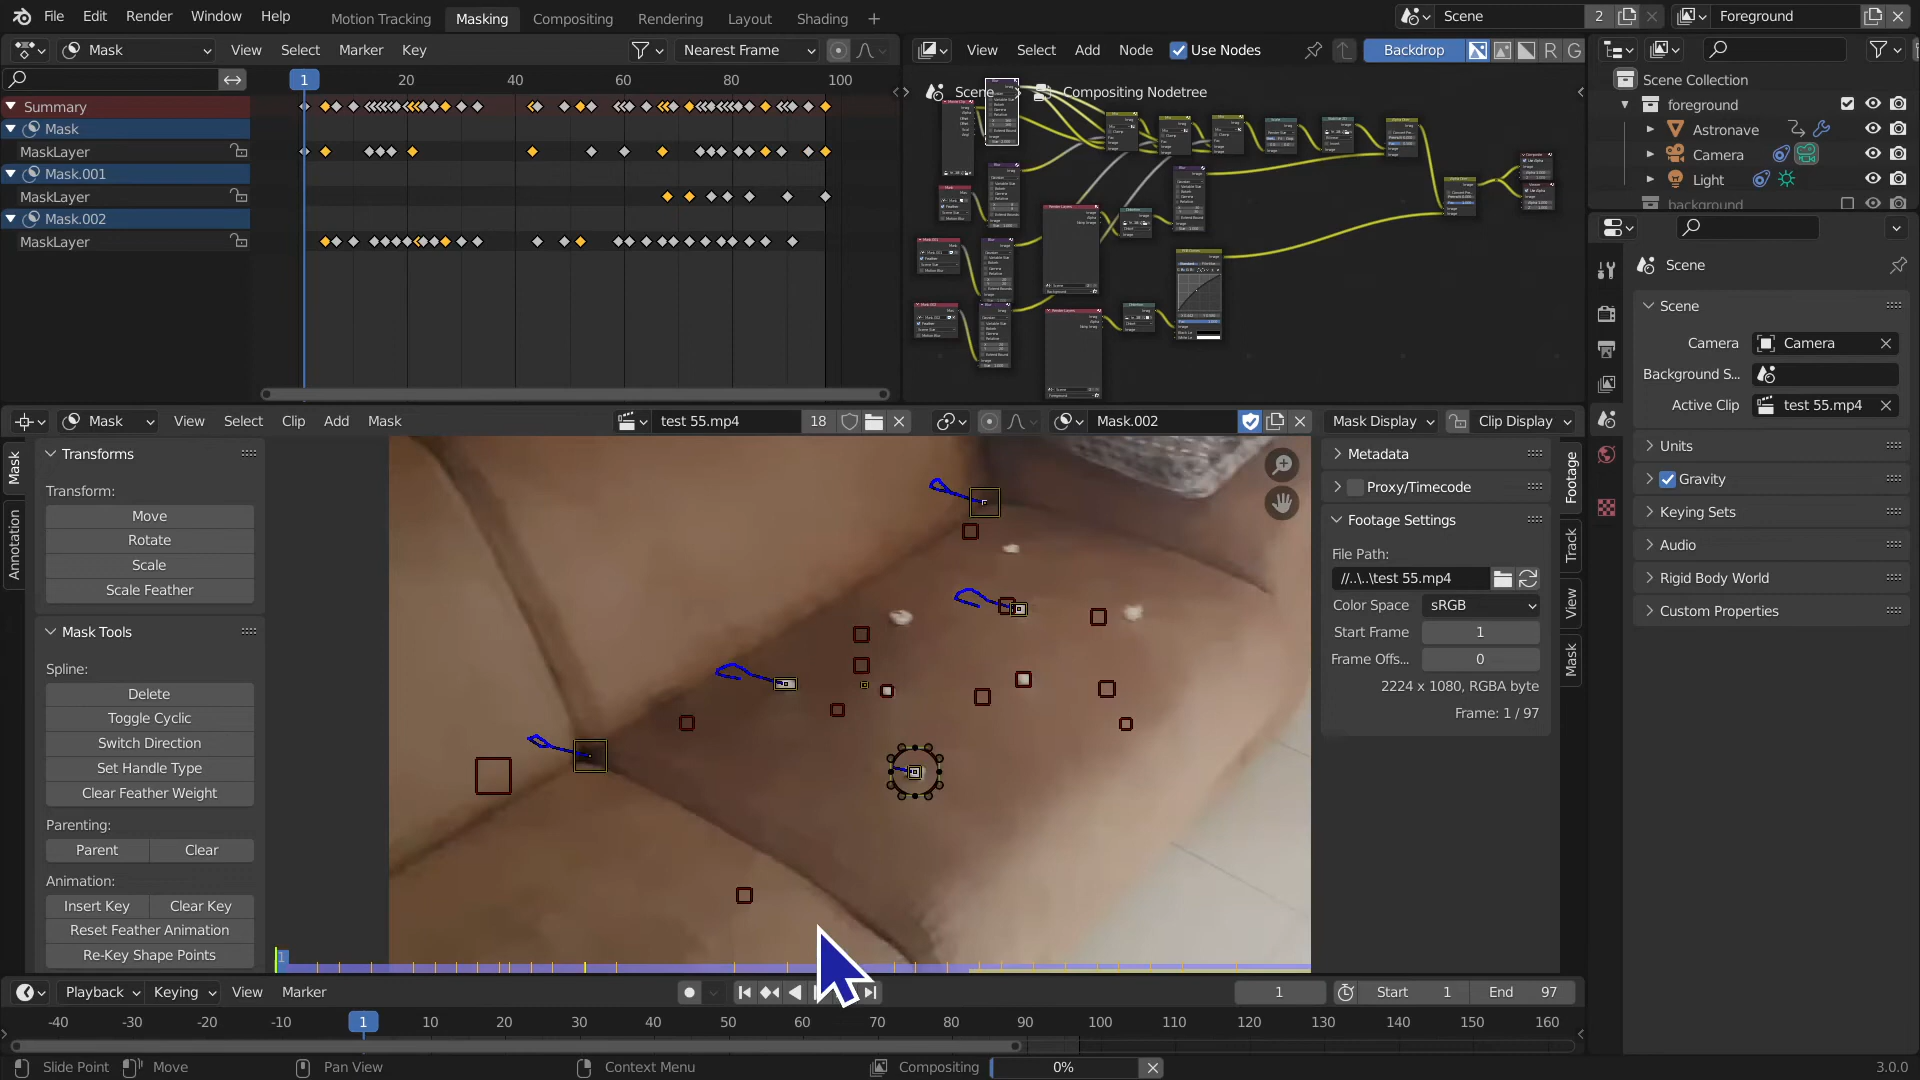 File Edit Render Window Help Motion Tracking Masking Compositing Rendering Layout Shading + Scene 2 Foreground
Mask View Select Marker Key Nearest Frame
View Select Add Node Use Nodes Backdrop R G
1 20 40 60 80 100
Summary
Mask
MaskLayer
Mask.001
MaskLayer
Mask.002
MaskLayer
Scene Compositing Nodetree
Scene Collection
foreground
Astronave
Camera
Light
background
Scene
Scene
Camera Camera
Background S...
Active Clip test 55.mp4
Units
Gravity
Keying Sets
Audio
Rigid Body World
Custom Properties
Mask View Select Clip Add Mask test 55.mp4 18 Mask.002 Mask Display Clip Display
Mask
Annotation
Transforms
Transform:
Move
Rotate
Scale
Scale Feather
Mask Tools
Spline:
Delete
Toggle Cyclic
Switch Direction
Set Handle Type
Clear Feather Weight
Parenting:
Parent Clear
Animation:
Insert Key Clear Key
Reset Feather Animation
Re-Key Shape Points
1
Metadata
Proxy/Timecode
Footage Settings
File Path:
//..\..\test 55.mp4
Color Space sRGB
Start Frame 1
Frame Offs... 0
2224 x 1080, RGBA byte
Frame: 1 / 97
Footage
Track
View
Mask
Playback Keying View Marker 1 Start 1 End 97
-40 -30 -20 -10 1 10 20 30 40 50 60 70 80 90 100 110 120 130 140 150 160
Slide Point Move Pan View Context Menu Compositing 0% 3.0.0